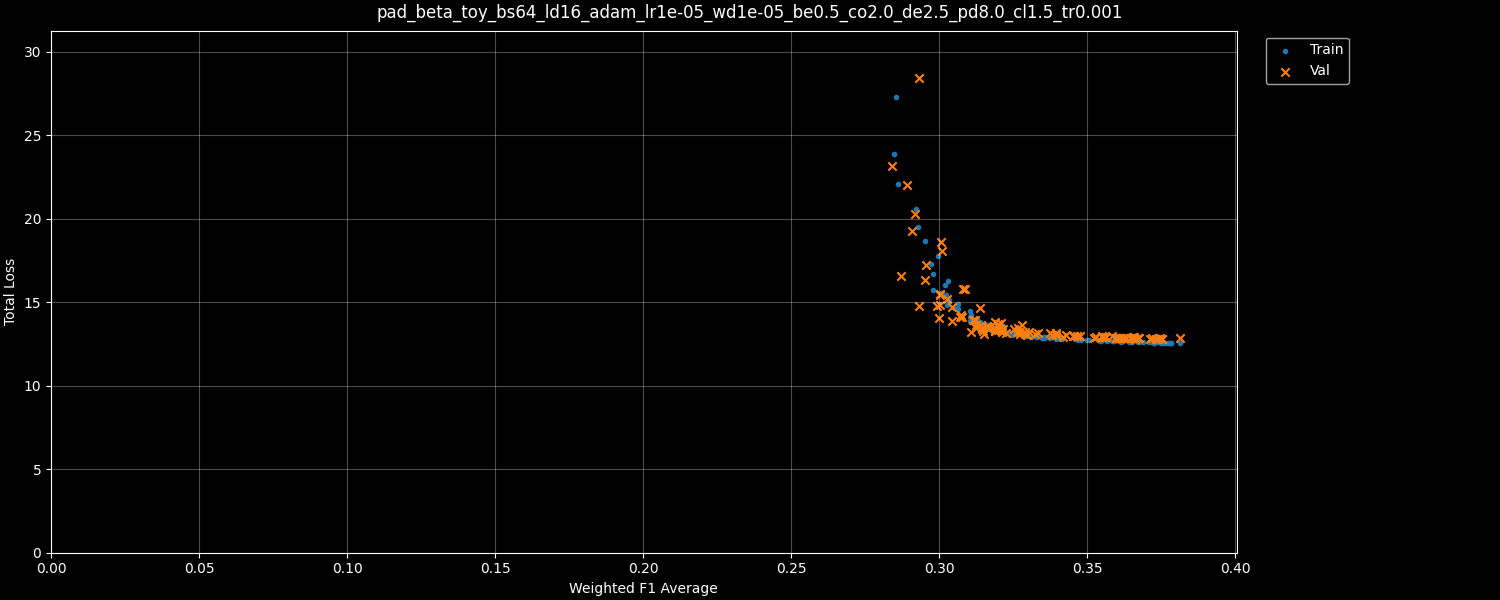 pad_beta_toy_bs64_ld16_adam_lr1e-05_wd1e-05_be0.5_co2.0_de2.5_pd8.0_cl1.5_tr0.001
Train
Val
Total Loss
30
25
20
15
10
5
0
0.00 0.05 0.10 0.15 0.20 0.25 0.30 0.35 0.40
Weighted F1 Average